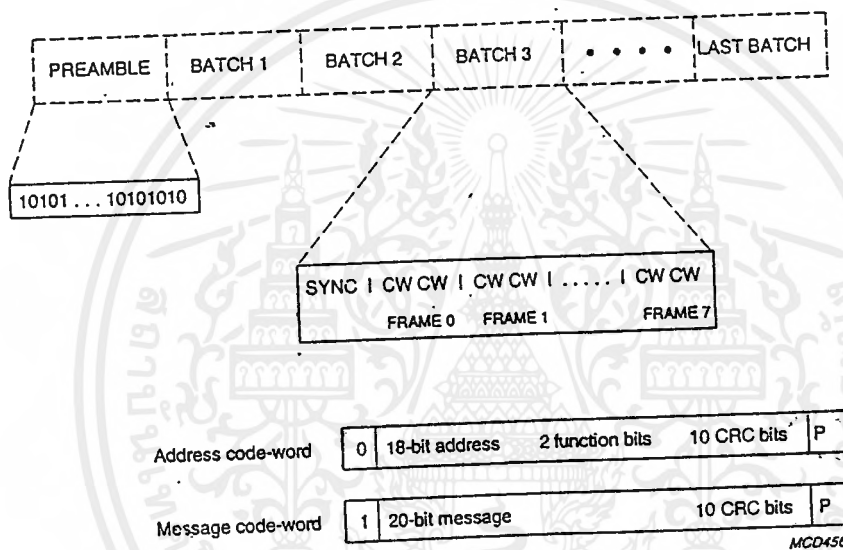 PREAMBLE BATCH 1 BATCH 2 BATCH 3 • • • • LAST BATCH
10101 . . . 10101010
SYNC | CW CW | CW CW | . . . . . | CW CW
FRAME 0 FRAME 1 FRAME 7
Address code-word 0 18-bit address 2 function bits 10 CRC bits P
Message code-word 1 20-bit message 10 CRC bits P
MCD456